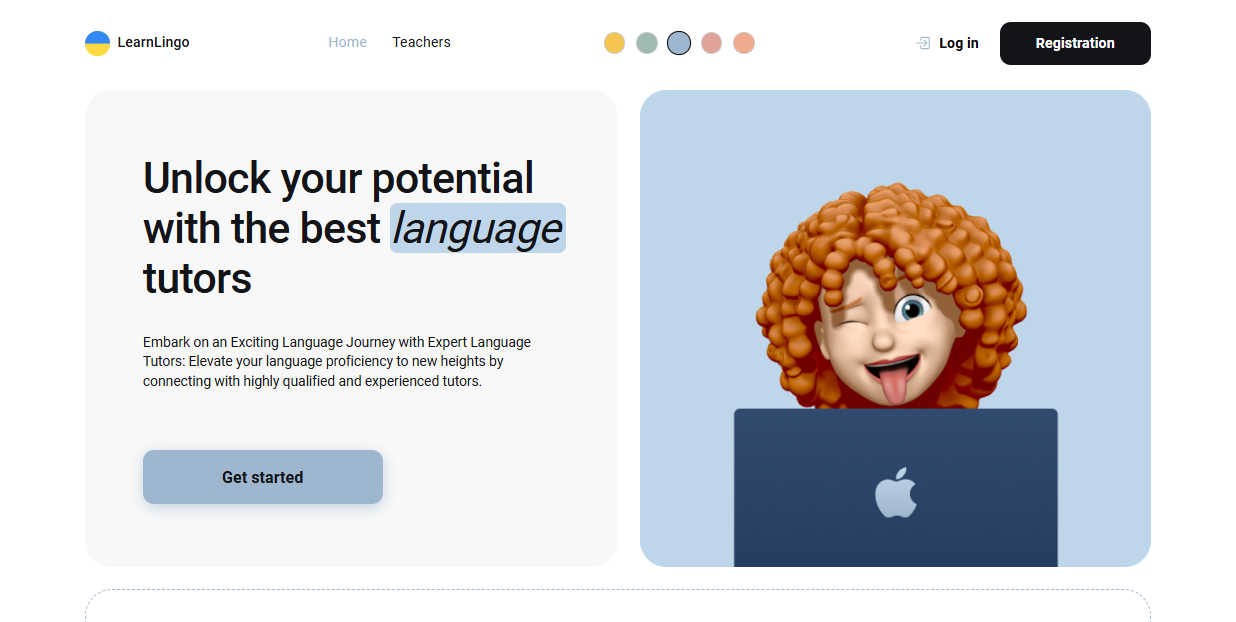 LearnLingo
Home
Teachers
Log in
Registration
Unlock your potential
with the best language
tutors
Embark on an Exciting Language Journey with Expert Language
Tutors: Elevate your language proficiency to new heights by
connecting with highly qualified and experienced tutors.
Get started